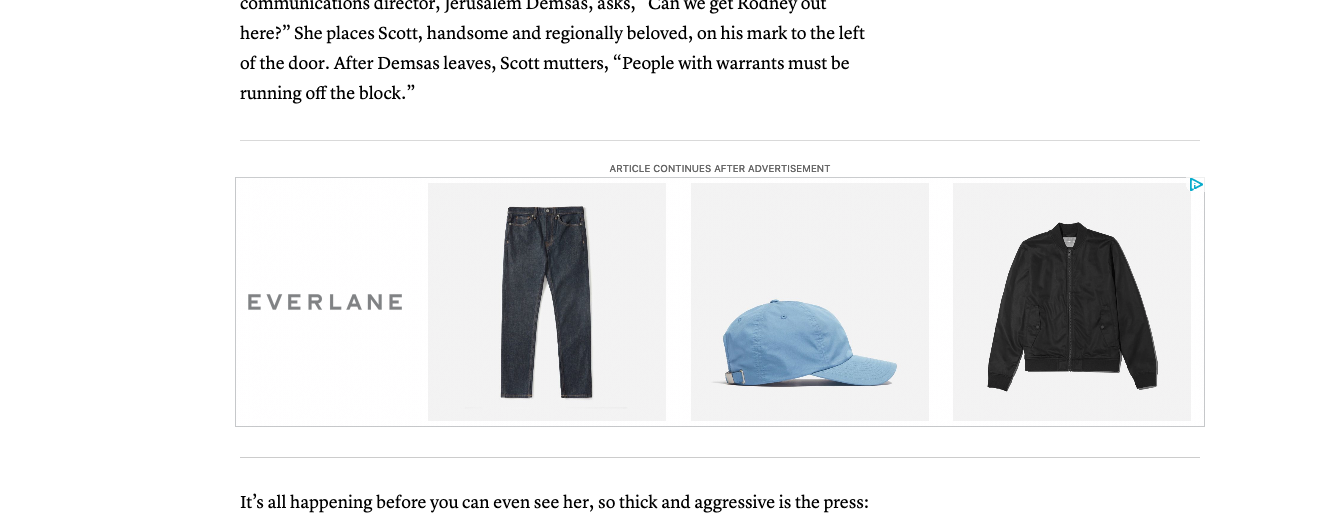 communications director, Jerusalem Demsas, asks, “Can we get Rodney out
here?” She places Scott, handsome and regionally beloved, on his mark to the left
of the door. After Demsas leaves, Scott mutters, “People with warrants must be
running off the block.”
ARTICLE CONTINUES AFTER ADVERTISEMENT
EVERLANE
It’s all happening before you can even see her, so thick and aggressive is the press: